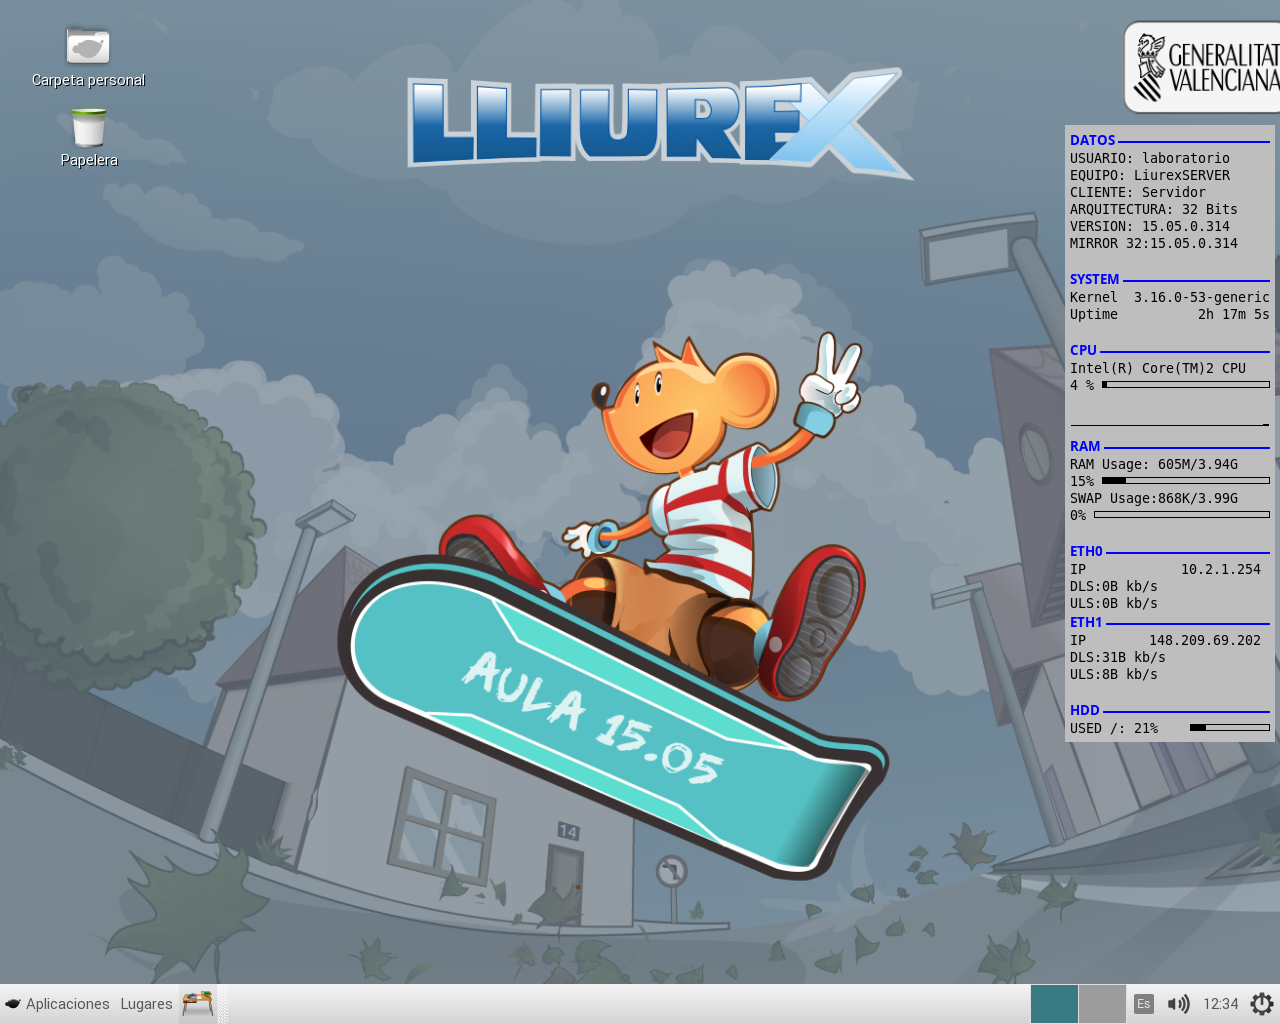 Carpeta personal
Papelera
LLIUREX
GENERALITAT
VALENCIANA
DATOS
USUARIO: laboratorio
EQUIPO: LiurexSERVER
CLIENTE: Servidor
ARQUITECTURA: 32 Bits
VERSION: 15.05.0.314
MIRROR 32:15.05.0.314
SYSTEM
Kernel 3.16.0-53-generic
Uptime 2h 17m 5s
CPU
Intel(R) Core(TM)2 CPU
4 %
RAM
RAM Usage: 605M/3.94G
15%
SWAP Usage:868K/3.99G
0%
ETH0
IP 10.2.1.254
DLS:0B kb/s
ULS:0B kb/s
ETH1
IP 148.209.69.202
DLS:31B kb/s
ULS:8B kb/s
HDD
USED /: 21%
AULA 15.05
14
Aplicaciones Lugares
Es 12:34